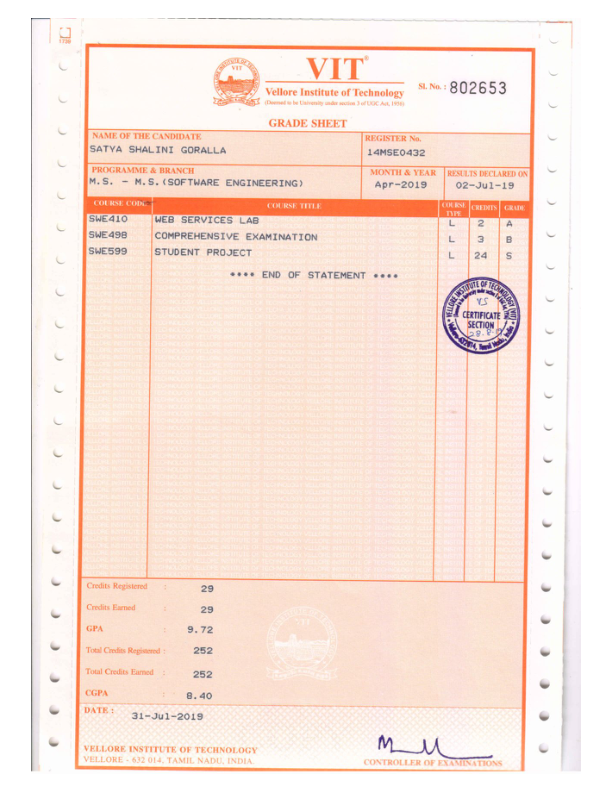 1736
VIT
VIT®
Vellore Institute of Technology
(Deemed to be University under section 3 of UGC Act, 1956)
Sl. No. : 802653
GRADE SHEET
NAME OF THE CANDIDATE
REGISTER No.
SATYA SHALINI GORALLA
14MSE0432
PROGRAMME & BRANCH
MONTH & YEAR
RESULTS DECLARED ON
M.S. - M.S.(SOFTWARE ENGINEERING)
Apr-2019
02-Jul-19
COURSE CODE
COURSE TITLE
COURSE TYPE
CREDITS
GRADE
SWE410 WEB SERVICES LAB L 2 A
SWE498 COMPREHENSIVE EXAMINATION L 3 B
SWE599 STUDENT PROJECT L 24 S
**** END OF STATEMENT ****
VELLORE INSTITUTE OF TECHNOLOGY
CERTIFICATE
SECTION
Vellore-632014, Tamil Nadu, India.
Credits Registered : 29
Credits Earned : 29
GPA : 9.72
Total Credits Registered : 252
Total Credits Earned : 252
CGPA : 8.40
DATE : 31-Jul-2019
VELLORE INSTITUTE OF TECHNOLOGY
VELLORE - 632 014, TAMIL NADU, INDIA.
CONTROLLER OF EXAMINATIONS